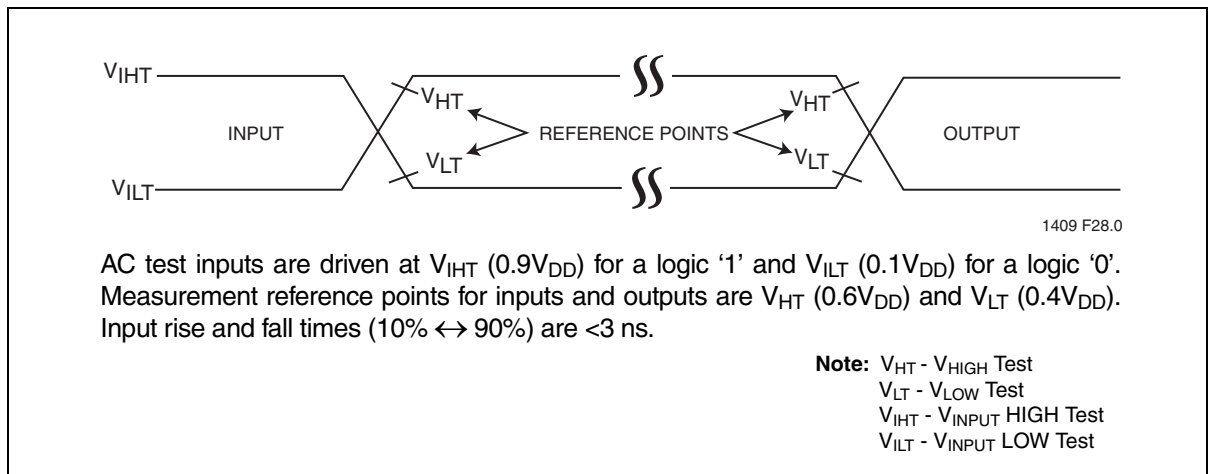 VIHT
VHT
VHT
INPUT
REFERENCE POINTS
OUTPUT
VLT
VLT
VILT
1409 F28.0
AC test inputs are driven at VIHT (0.9VDD) for a logic ‘1’ and VILT (0.1VDD) for a logic ‘0’.
Measurement reference points for inputs and outputs are VHT (0.6VDD) and VLT (0.4VDD).
Input rise and fall times (10% ↔ 90%) are <3 ns.
Note: VHT - VHIGH Test
VLT - VLOW Test
VIHT - VINPUT HIGH Test
VILT - VINPUT LOW Test